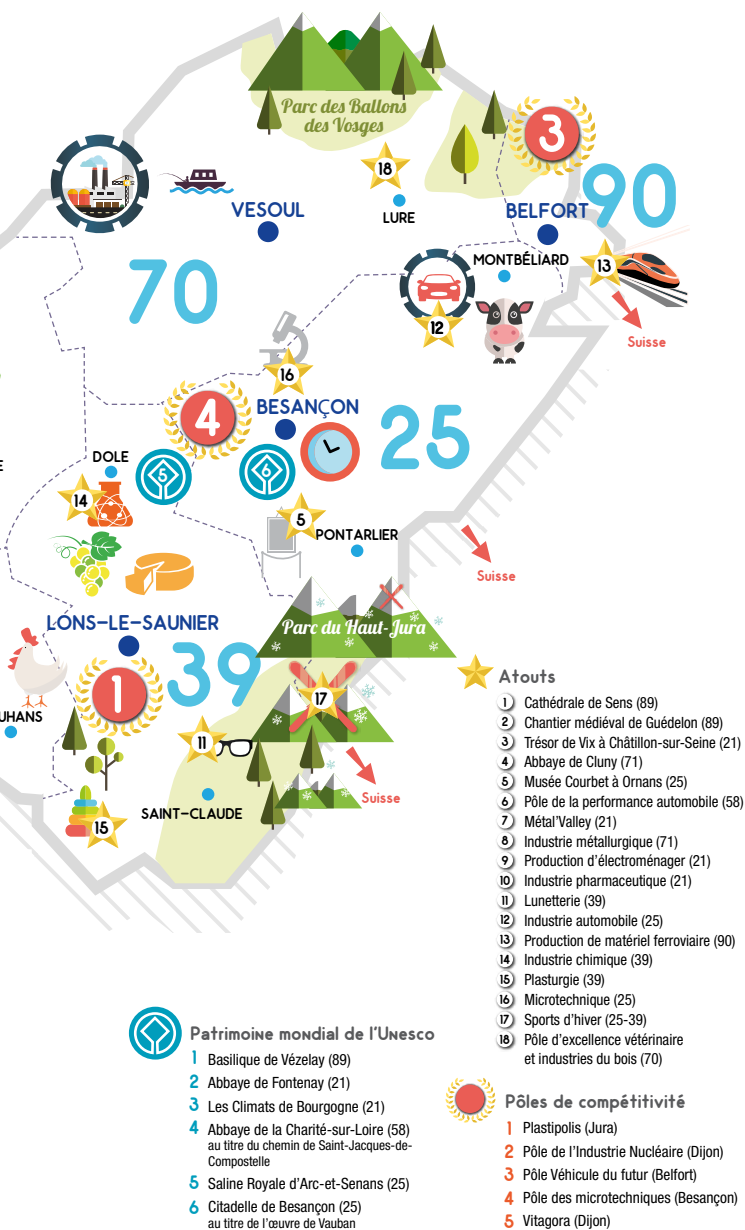 Parc des Ballons
des Vosges
3
18
90
VESOUL
LURE
BELFORT
MONTBÉLIARD
13
70
12
Suisse
16
4
BESANÇON
25
DOLE
5
6
14
5
PONTARLIER
Suisse
LONS-LE-SAUNIER
Parc du Haut-Jura
39
1
17
UHANS
11
Suisse
SAINT-CLAUDE
15
E
Atouts
1 Cathédrale de Sens (89)
2 Chantier médiéval de Guédelon (89)
3 Trésor de Vix à Châtillon-sur-Seine (21)
4 Abbaye de Cluny (71)
5 Musée Courbet à Ornans (25)
6 Pôle de la performance automobile (58)
7 Métal'Valley (21)
8 Industrie métallurgique (71)
9 Production d'électroménager (21)
10 Industrie pharmaceutique (21)
11 Lunetterie (39)
12 Industrie automobile (25)
13 Production de matériel ferroviaire (90)
14 Industrie chimique (39)
15 Plasturgie (39)
16 Microtechnique (25)
17 Sports d'hiver (25-39)
18 Pôle d'excellence vétérinaire
et industries du bois (70)
Patrimoine mondial de l'Unesco
1 Basilique de Vézelay (89)
2 Abbaye de Fontenay (21)
3 Les Climats de Bourgogne (21)
4 Abbaye de la Charité-sur-Loire (58)
au titre du chemin de Saint-Jacques-de-
Compostelle
5 Saline Royale d'Arc-et-Senans (25)
6 Citadelle de Besançon (25)
au titre de l'œuvre de Vauban
Pôles de compétitivité
1 Plastipolis (Jura)
2 Pôle de l'Industrie Nucléaire (Dijon)
3 Pôle Véhicule du futur (Belfort)
4 Pôle des microtechniques (Besançon)
5 Vitagora (Dijon)